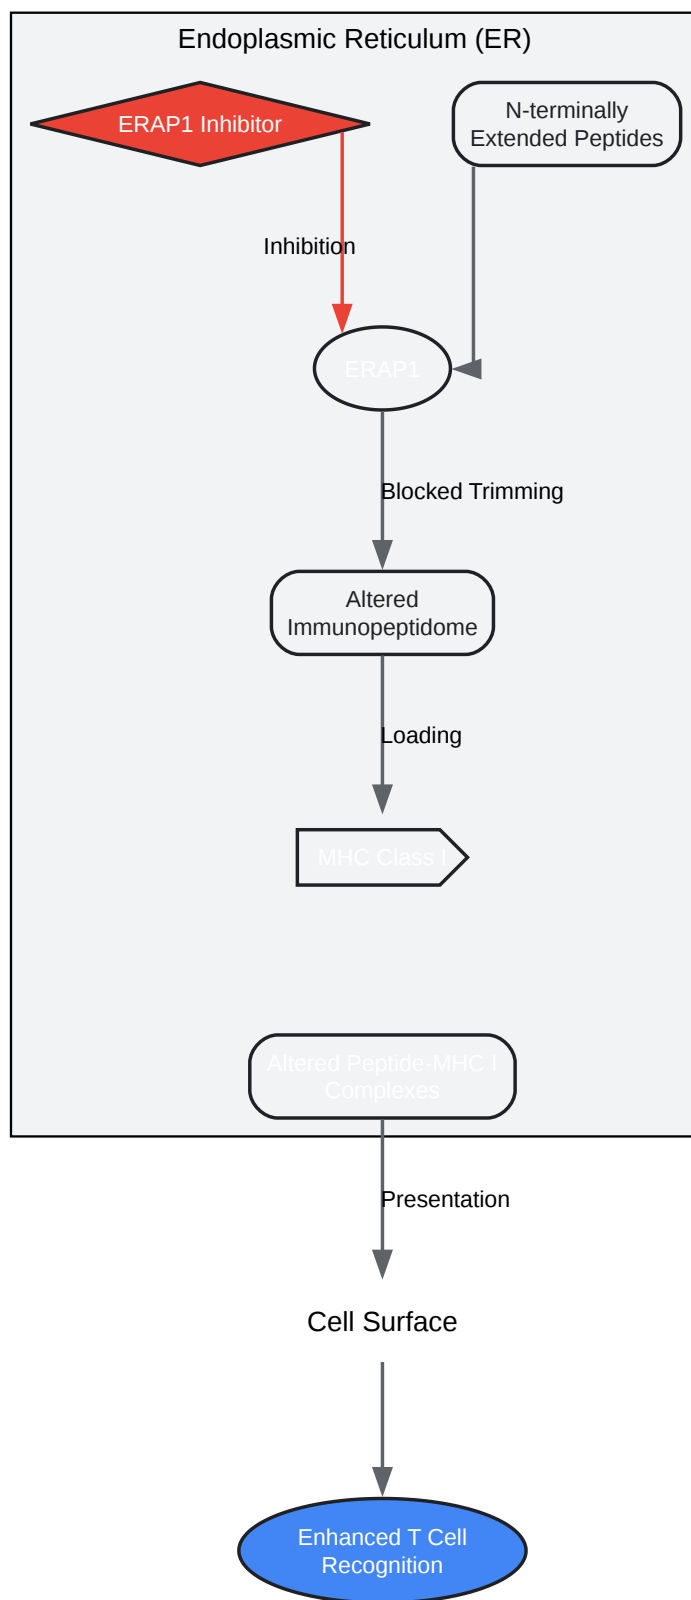 Endoplasmic Reticulum (ER)
ERAP1 Inhibitor
N-terminally
Extended Peptides
Inhibition
ERAP1
Blocked Trimming
Altered
Immunopeptidome
Loading
MHC Class I
Altered Peptide-MHC I
Complexes
Presentation
Cell Surface
Enhanced T Cell
Recognition